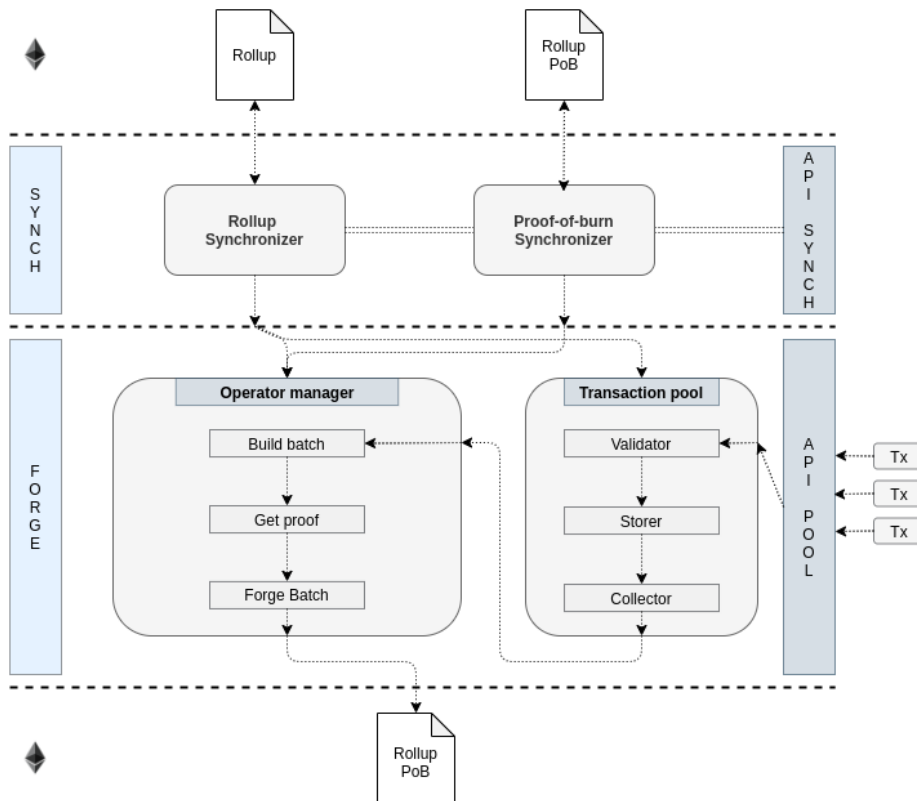 Rollup
Rollup
PoB
S
Y
N
C
H
Rollup
Synchronizer
Proof-of-burn
Synchronizer
A
P
I
S
Y
N
C
H
F
O
R
G
E
Operator manager
Build batch
Get proof
Forge Batch
Transaction pool
Validator
Storer
Collector
A
P
I
P
O
O
L
Tx
Tx
Tx
Rollup
PoB